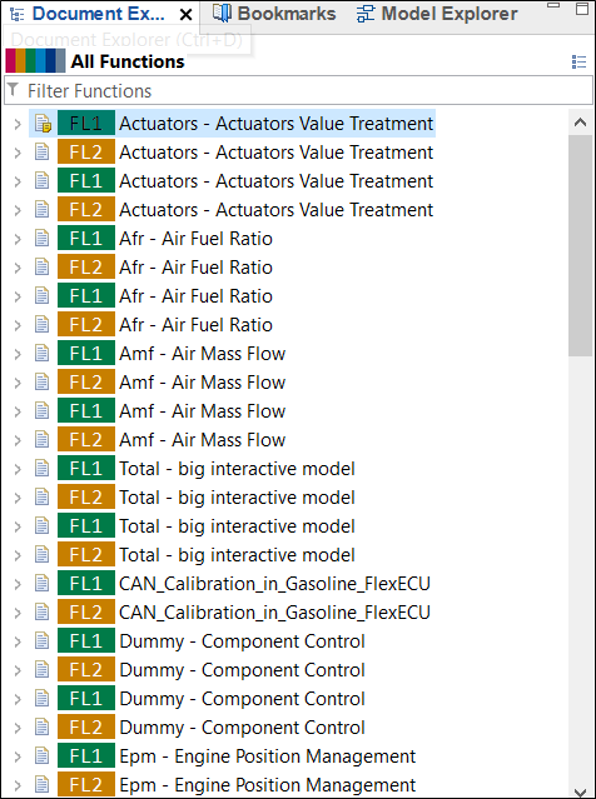 Document Ex... Bookmarks Model Explorer
Document Explorer (Ctrl+D)
All Functions
Filter Functions
FL1 Actuators - Actuators Value Treatment
FL2 Actuators - Actuators Value Treatment
FL1 Actuators - Actuators Value Treatment
FL2 Actuators - Actuators Value Treatment
FL1 Afr - Air Fuel Ratio
FL2 Afr - Air Fuel Ratio
FL1 Afr - Air Fuel Ratio
FL2 Afr - Air Fuel Ratio
FL1 Amf - Air Mass Flow
FL2 Amf - Air Mass Flow
FL1 Amf - Air Mass Flow
FL2 Amf - Air Mass Flow
FL1 Total - big interactive model
FL2 Total - big interactive model
FL1 Total - big interactive model
FL2 Total - big interactive model
FL1 CAN_Calibration_in_Gasoline_FlexECU
FL2 CAN_Calibration_in_Gasoline_FlexECU
FL1 Dummy - Component Control
FL2 Dummy - Component Control
FL1 Dummy - Component Control
FL2 Dummy - Component Control
FL1 Epm - Engine Position Management
FL2 Epm - Engine Position Management